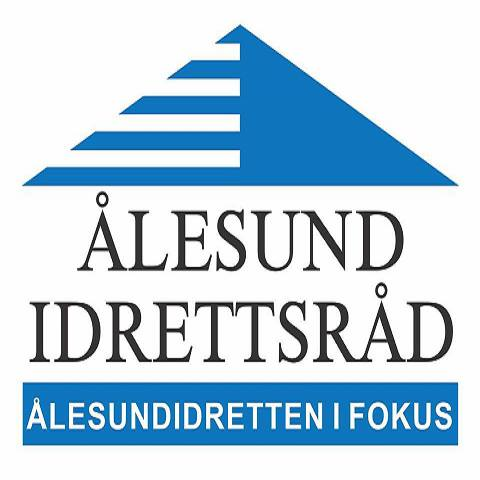 ÅLESUND
IDRETTSRÅD
ÅLESUNDIDRETTEN I FOKUS